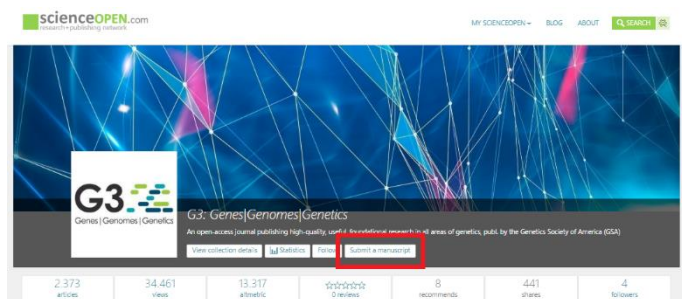 scienceOPEN.com
research+publishing network
MY SCIENCEOPEN
BLOG
ABOUT
SEARCH
G3
Genes|Genomes|Genetics
G3: Genes|Genomes|Genetics
An open-access journal publishing high-quality, useful, foundational research in all areas of genetics, publ. by the Genetics Society of America (GSA)
View collection details
Statistics
Follow
Submit a manuscript
2.373
articles
34.461
views
13.317
altmetric
0 reviews
8
recommends
441
shares
4
followers